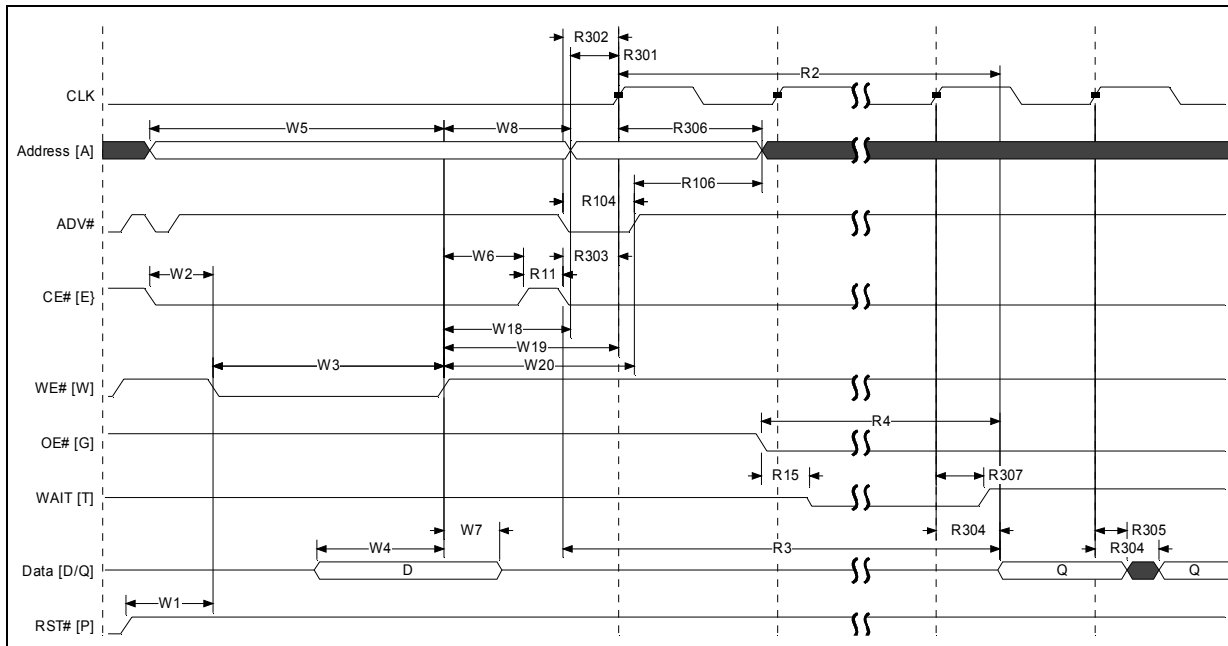 R302
R301
R2
CLK
W5
W8
R306
Address [A]
R106
R104
ADV#
W6
R303
W2
R11
CE# [E}
W18
W19
W3
W20
WE# [W]
R4
OE# [G]
R15
R307
WAIT [T]
W7
R304
R305
W4
R3
R304
Data [D/Q]
D
Q
Q
W1
RST# [P]